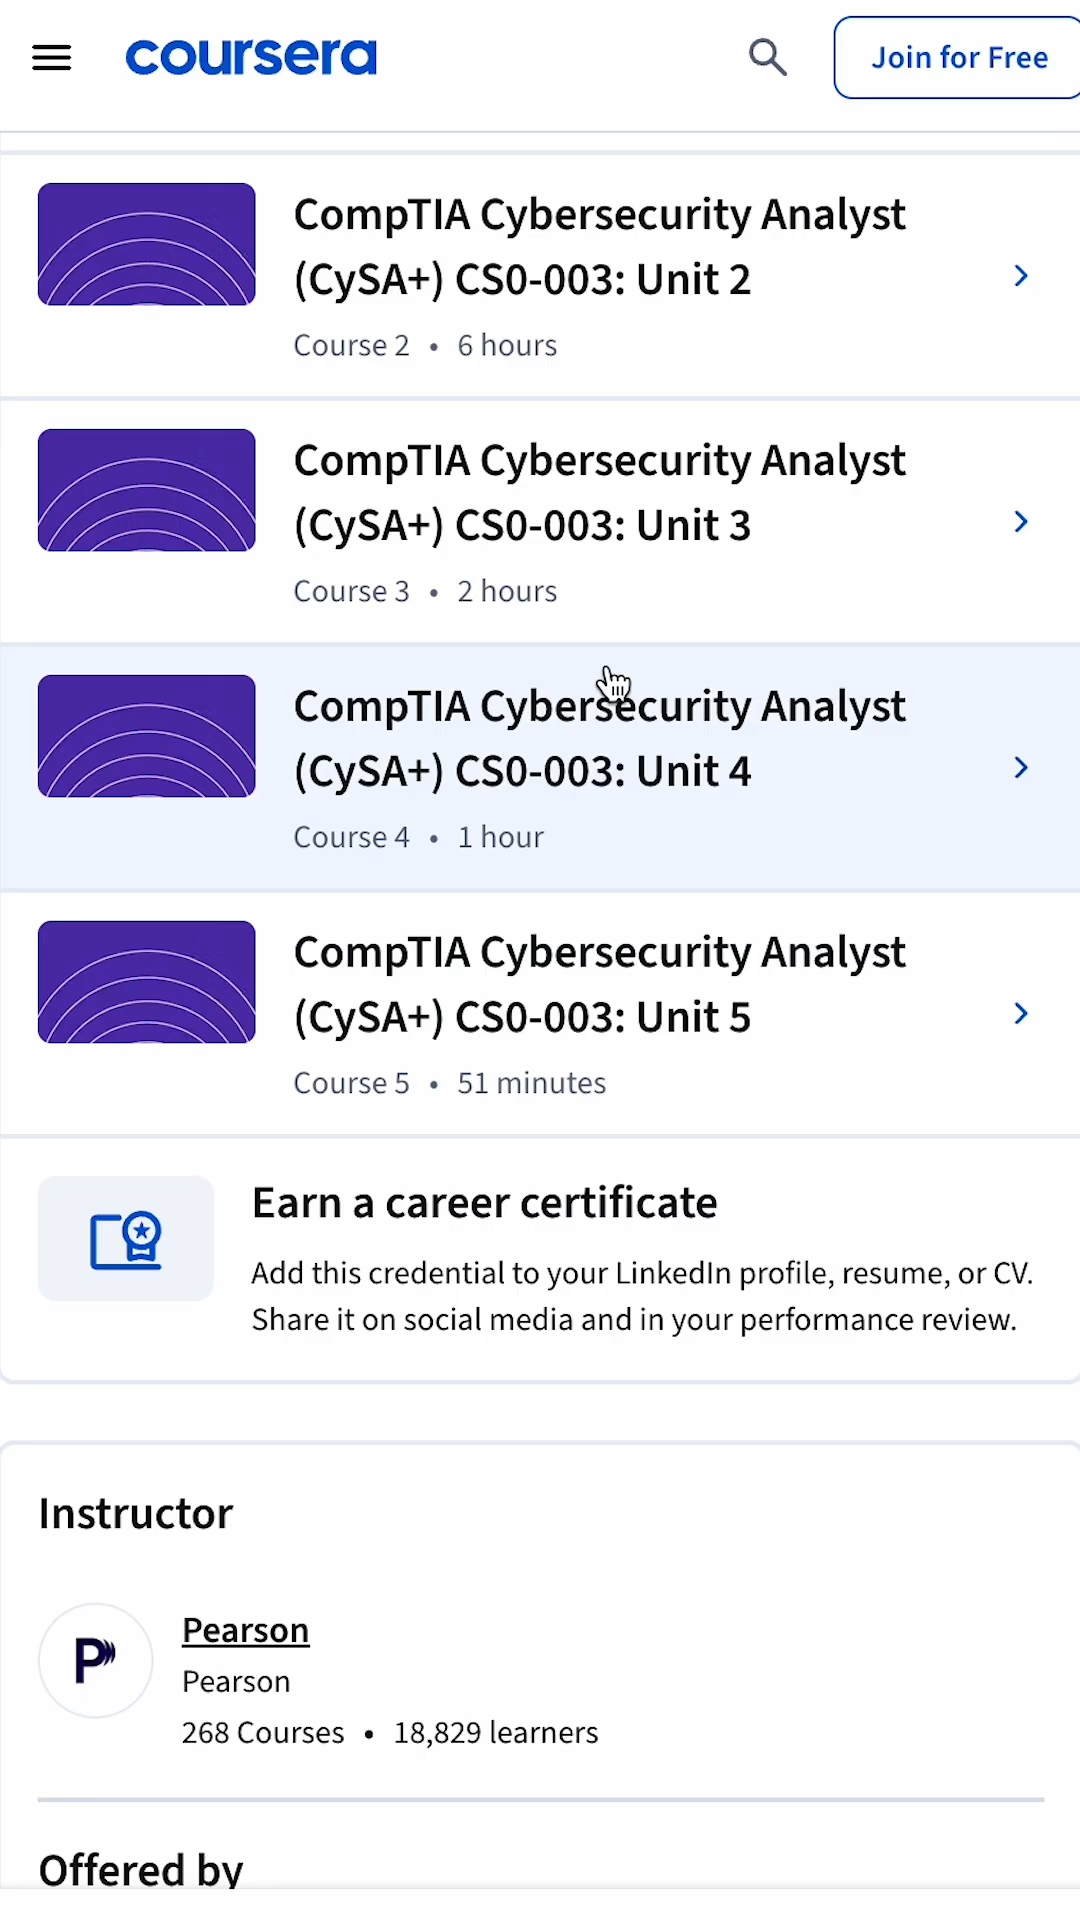 coursera
Join for Free
CompTIA Cybersecurity Analyst
(CySA+) CS0-003: Unit 2
Course 2 • 6 hours
CompTIA Cybersecurity Analyst
(CySA+) CS0-003: Unit 3
Course 3 • 2 hours
CompTIA Cybersecurity Analyst
(CySA+) CS0-003: Unit 4
Course 4 • 1 hour
CompTIA Cybersecurity Analyst
(CySA+) CS0-003: Unit 5
Course 5 • 51 minutes
Earn a career certificate
Add this credential to your LinkedIn profile, resume, or CV.
Share it on social media and in your performance review.
Instructor
P
Pearson
Pearson
268 Courses • 18,829 learners
Offered by